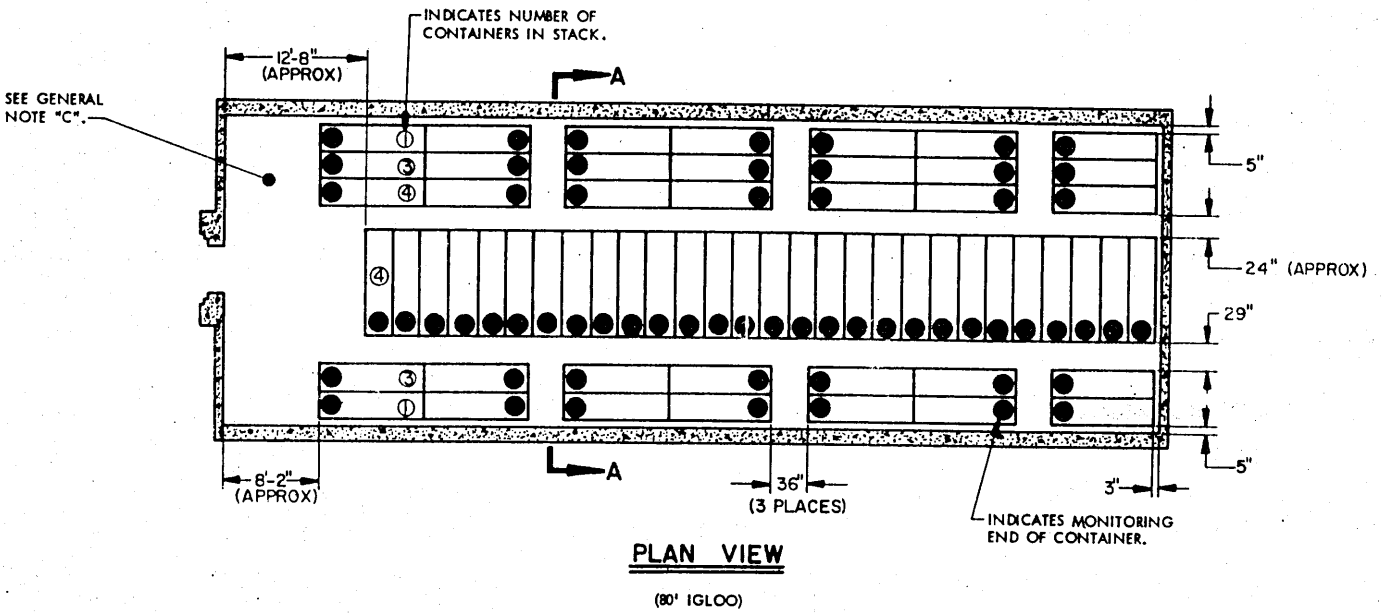 INDICATES NUMBER OF
CONTAINERS IN STACK.
12'-8"
(APPROX)
A
SEE GENERAL
NOTE "C".
1
3
4
5"
4
24" (APPROX)
29"
3
1
A
8'-2"
(APPROX)
36"
(3 PLACES)
3"
5"
INDICATES MONITORING
END OF CONTAINER.
PLAN VIEW
(80' IGLOO)